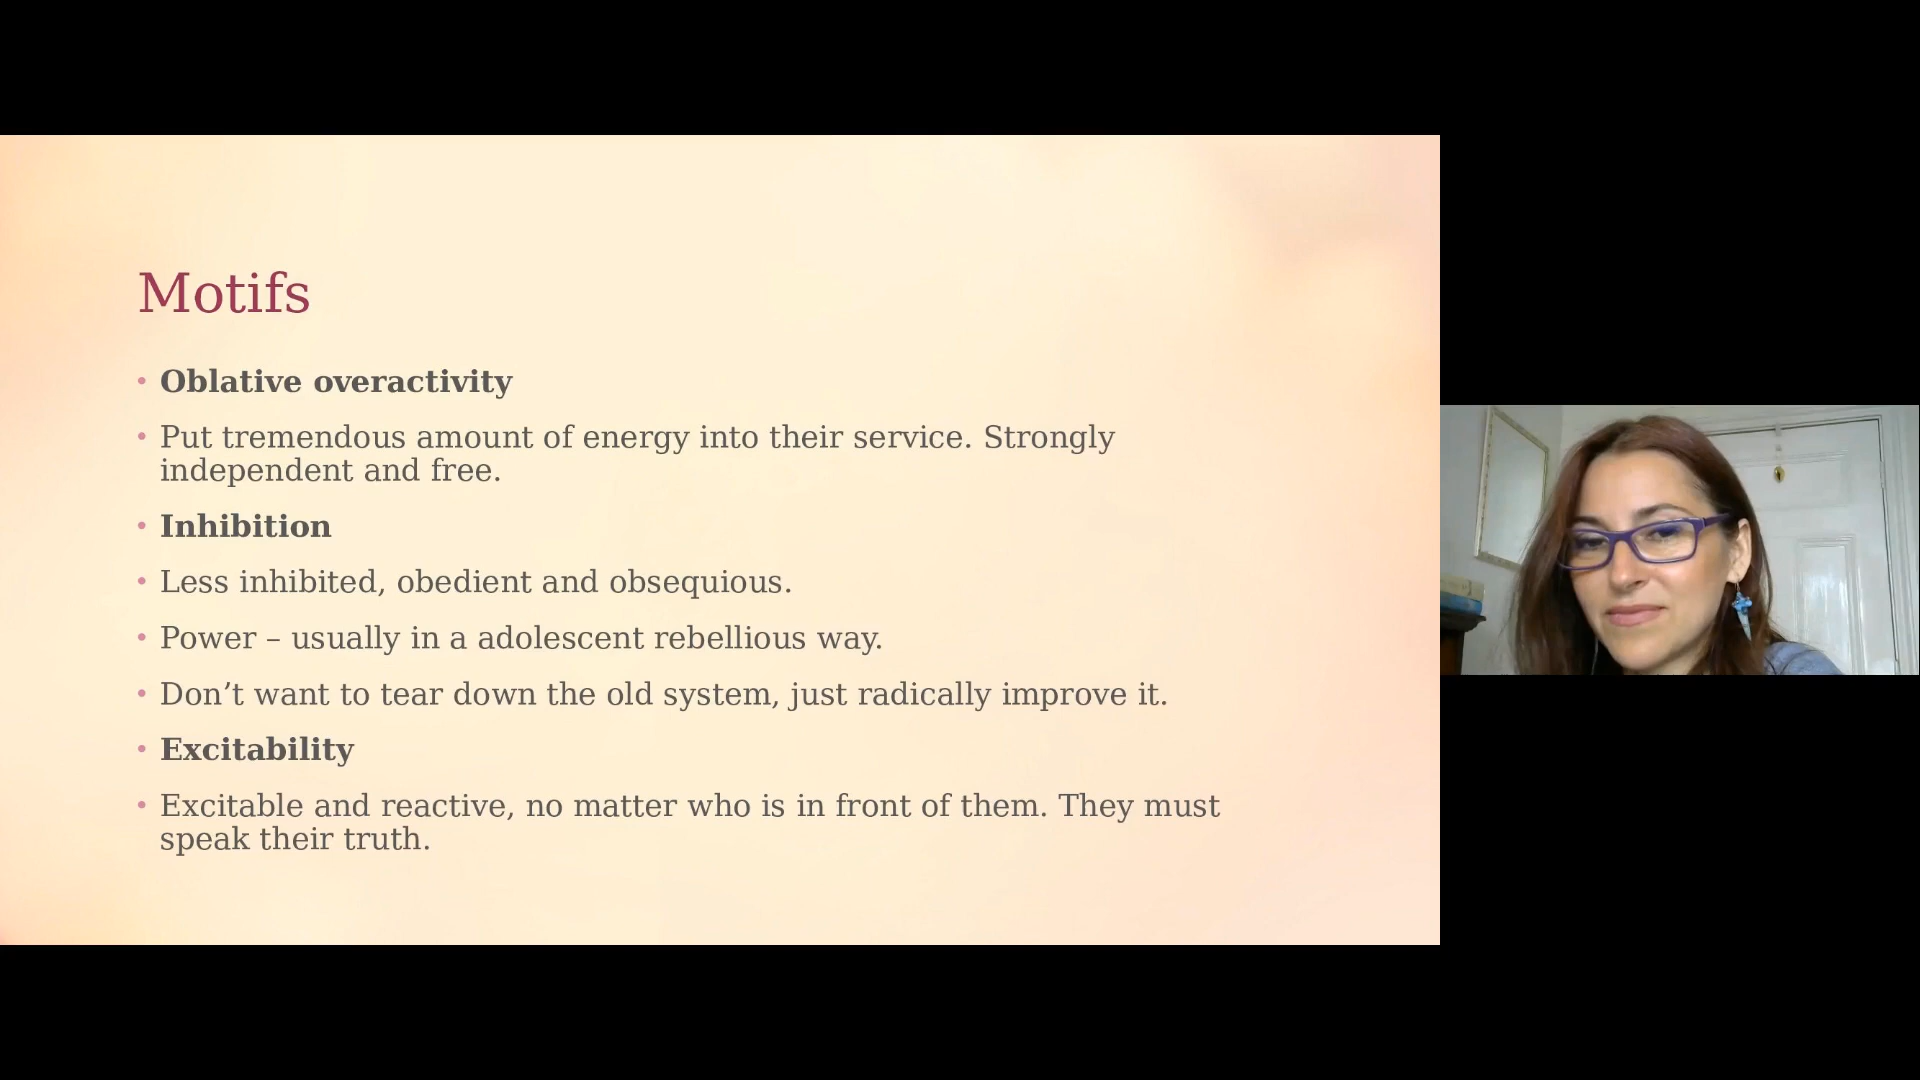 Motifs
• Oblative overactivity
• Put tremendous amount of energy into their service. Strongly
independent and free.
• Inhibition
• Less inhibited, obedient and obsequious.
• Power – usually in a adolescent rebellious way.
• Don’t want to tear down the old system, just radically improve it.
• Excitability
• Excitable and reactive, no matter who is in front of them. They must
speak their truth.